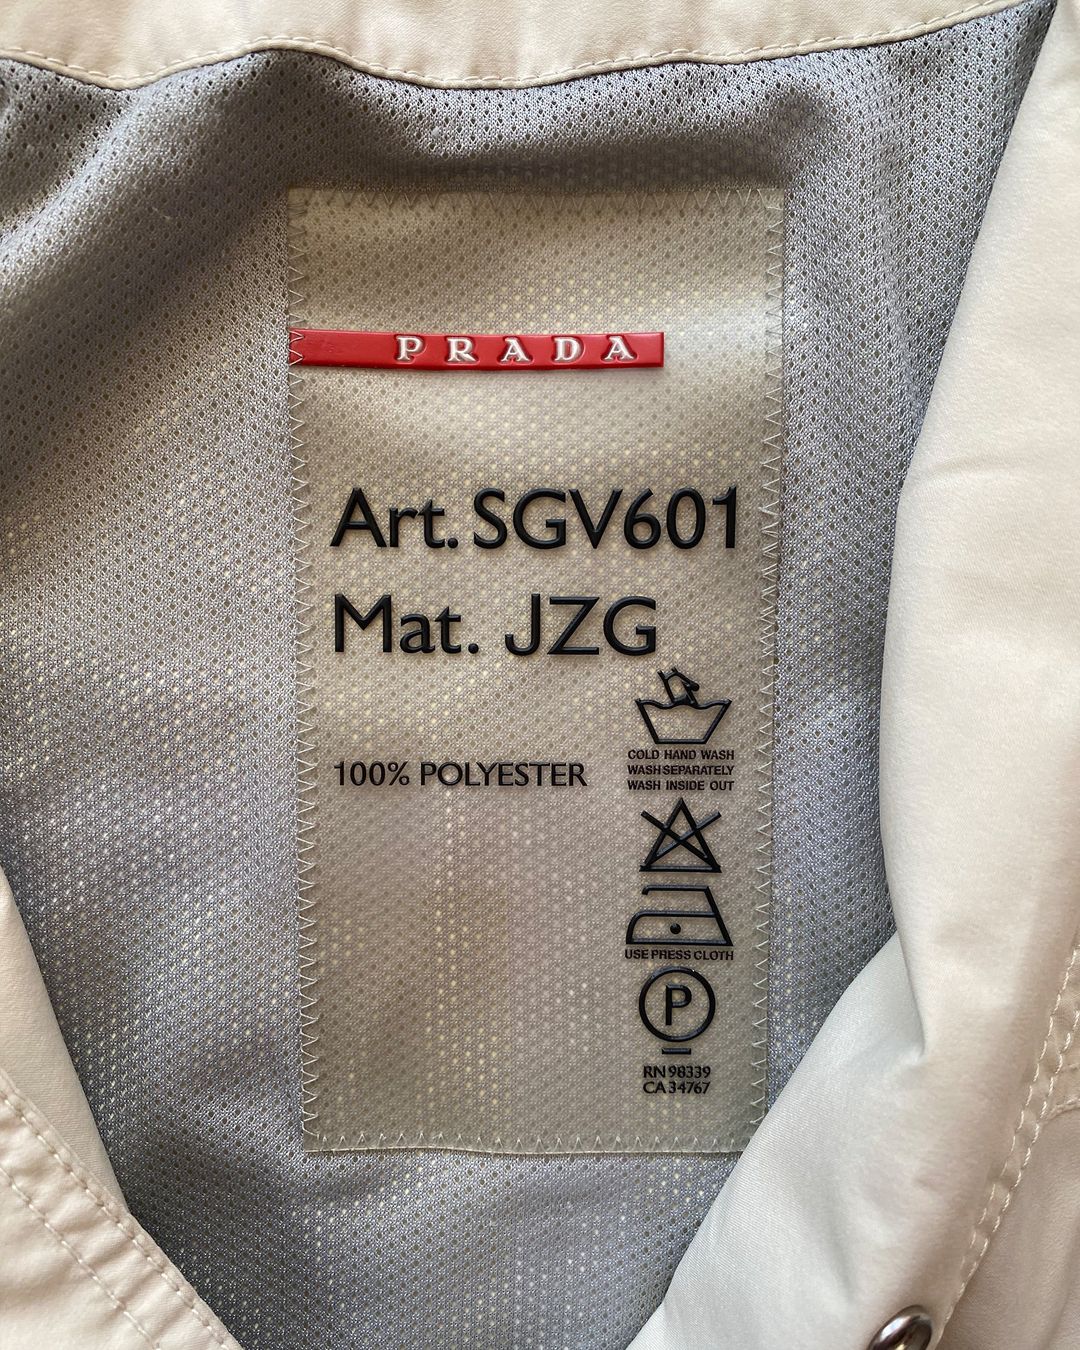 PRADA
Art. SGV601
Mat. JZG
100% POLYESTER
COLD HAND WASH
WASH SEPARATELY
WASH INSIDE OUT
USE PRESS CLOTH
P
RN 98339
CA 34767